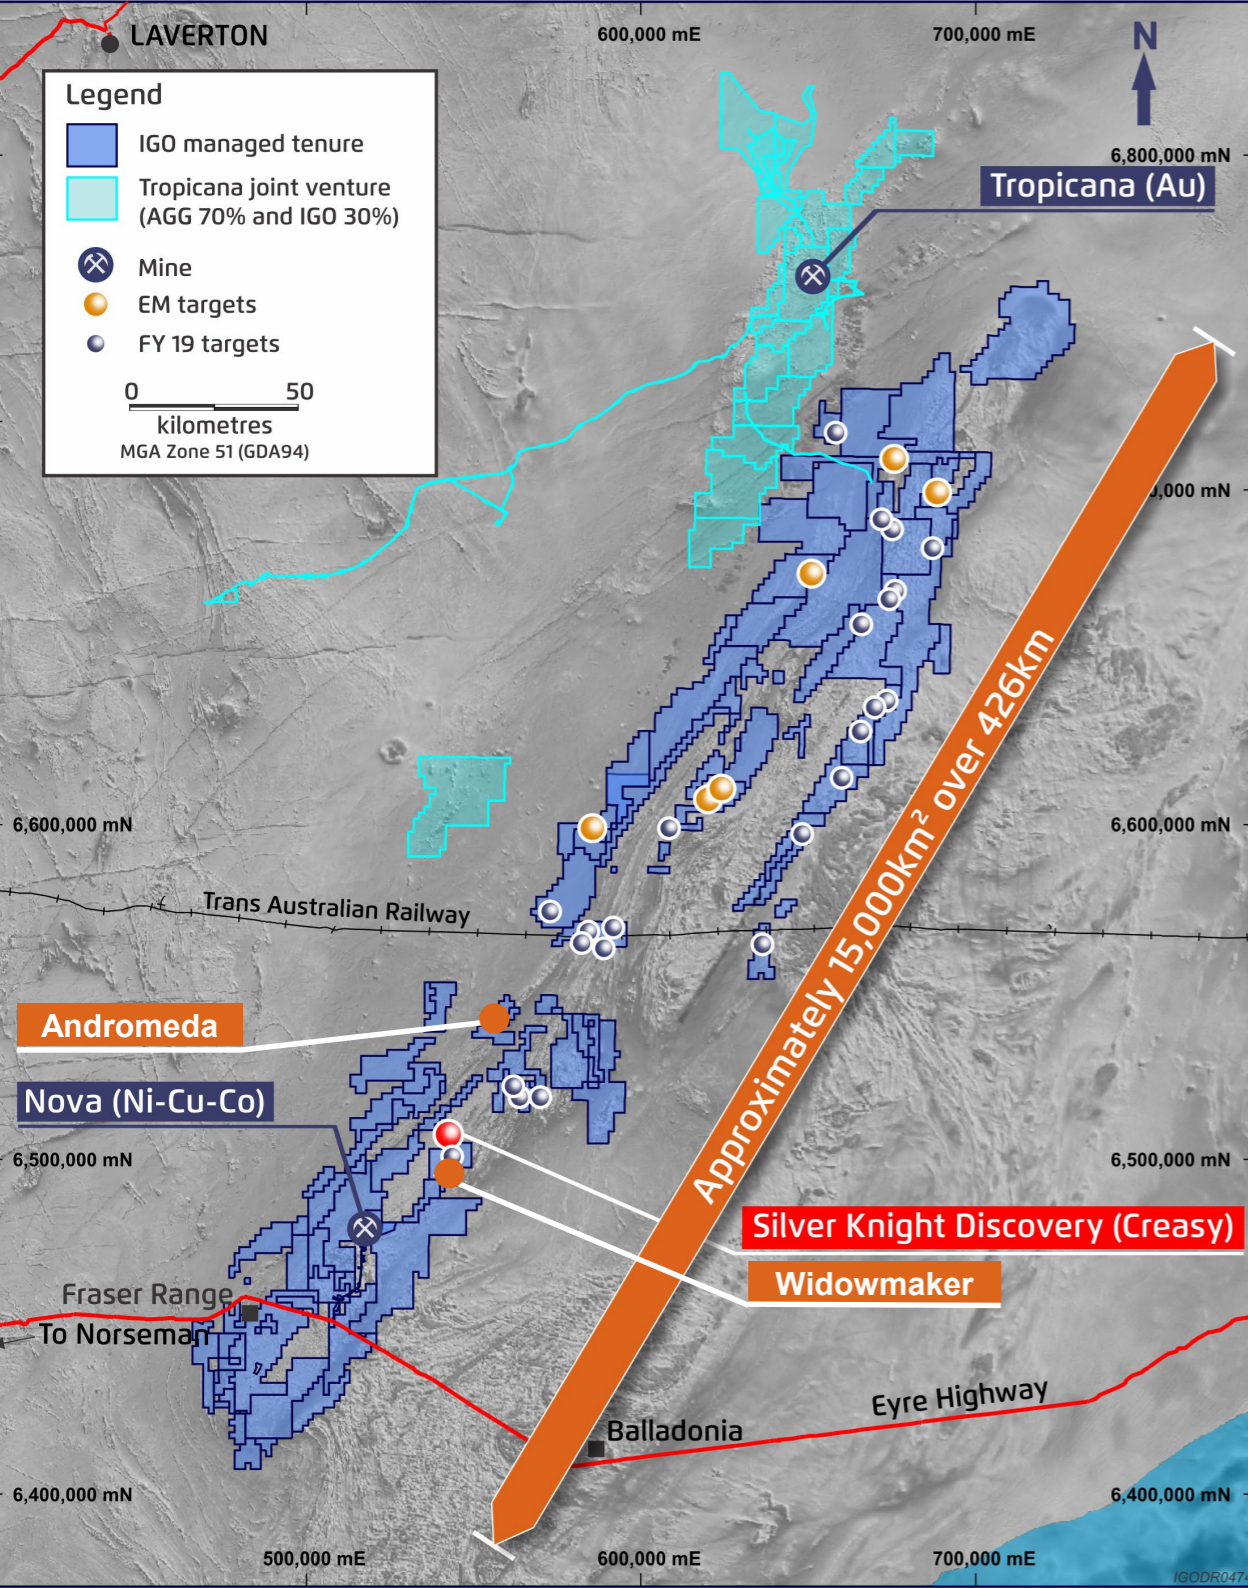 LAVERTON
600,000 mE
700,000 mE
N
Legend
IGO managed tenure
Tropicana joint venture
(AGG 70% and IGO 30%)
Mine
EM targets
FY 19 targets
0 50
kilometres
MGA Zone 51 (GDA94)
6,800,000 mN
Tropicana (Au)
0,000 mN
6,600,000 mN
6,600,000 mN
Trans Australian Railway
Approximately 15,000km² over 426km
Andromeda
Nova (Ni-Cu-Co)
6,500,000 mN
6,500,000 mN
Silver Knight Discovery (Creasy)
Widowmaker
Fraser Range
To Norseman
Eyre Highway
Balladonia
6,400,000 mN
6,400,000 mN
500,000 mE
600,000 mE
700,000 mE
IGODR0474